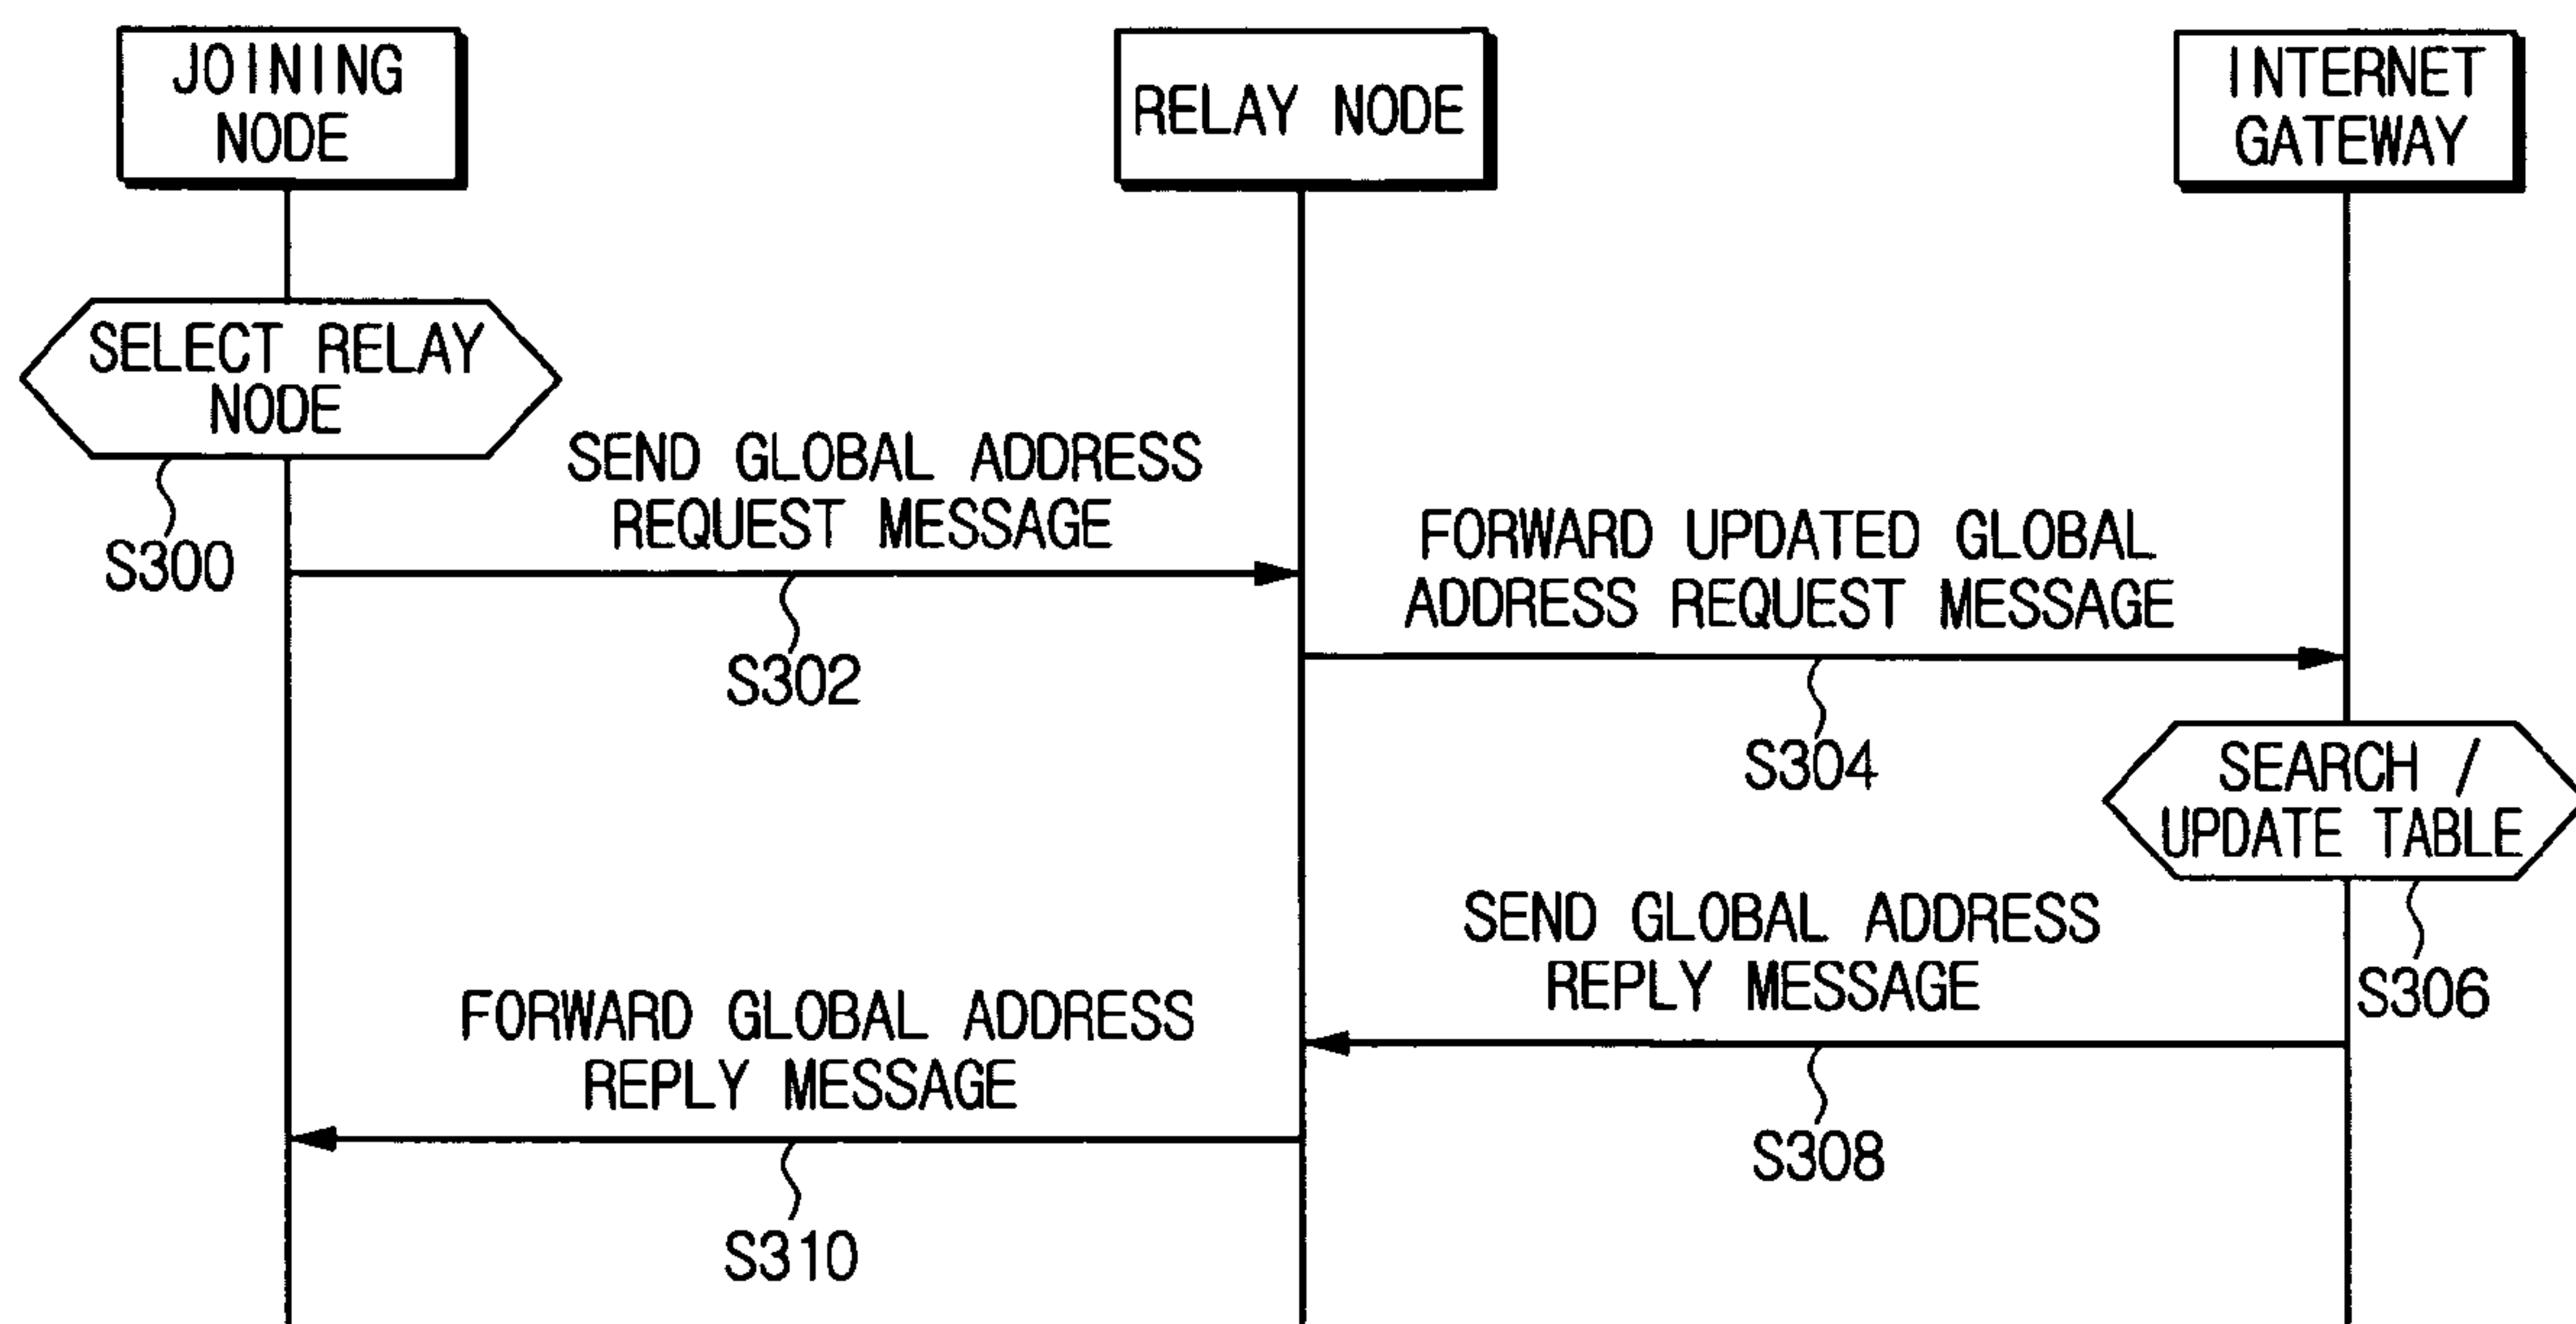 JOINING
NODE
RELAY NODE
INTERNET
GATEWAY
SELECT RELAY
NODE
S300
SEND GLOBAL ADDRESS
REQUEST MESSAGE
S302
FORWARD UPDATED GLOBAL
ADDRESS REQUEST MESSAGE
S304
SEARCH /
UPDATE TABLE
S306
SEND GLOBAL ADDRESS
REPLY MESSAGE
S308
FORWARD GLOBAL ADDRESS
REPLY MESSAGE
S310